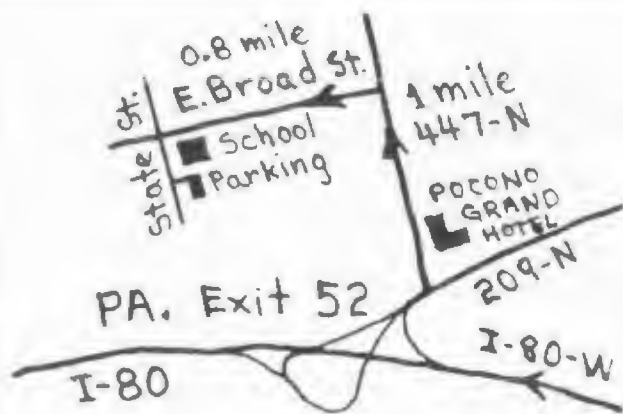 0.8 mile
E. Broad St.
1 mile
447-N
State St.
School
Parking
POCONO
GRAND
HOTEL
209-N
PA. Exit 52
I-80-W
I-80